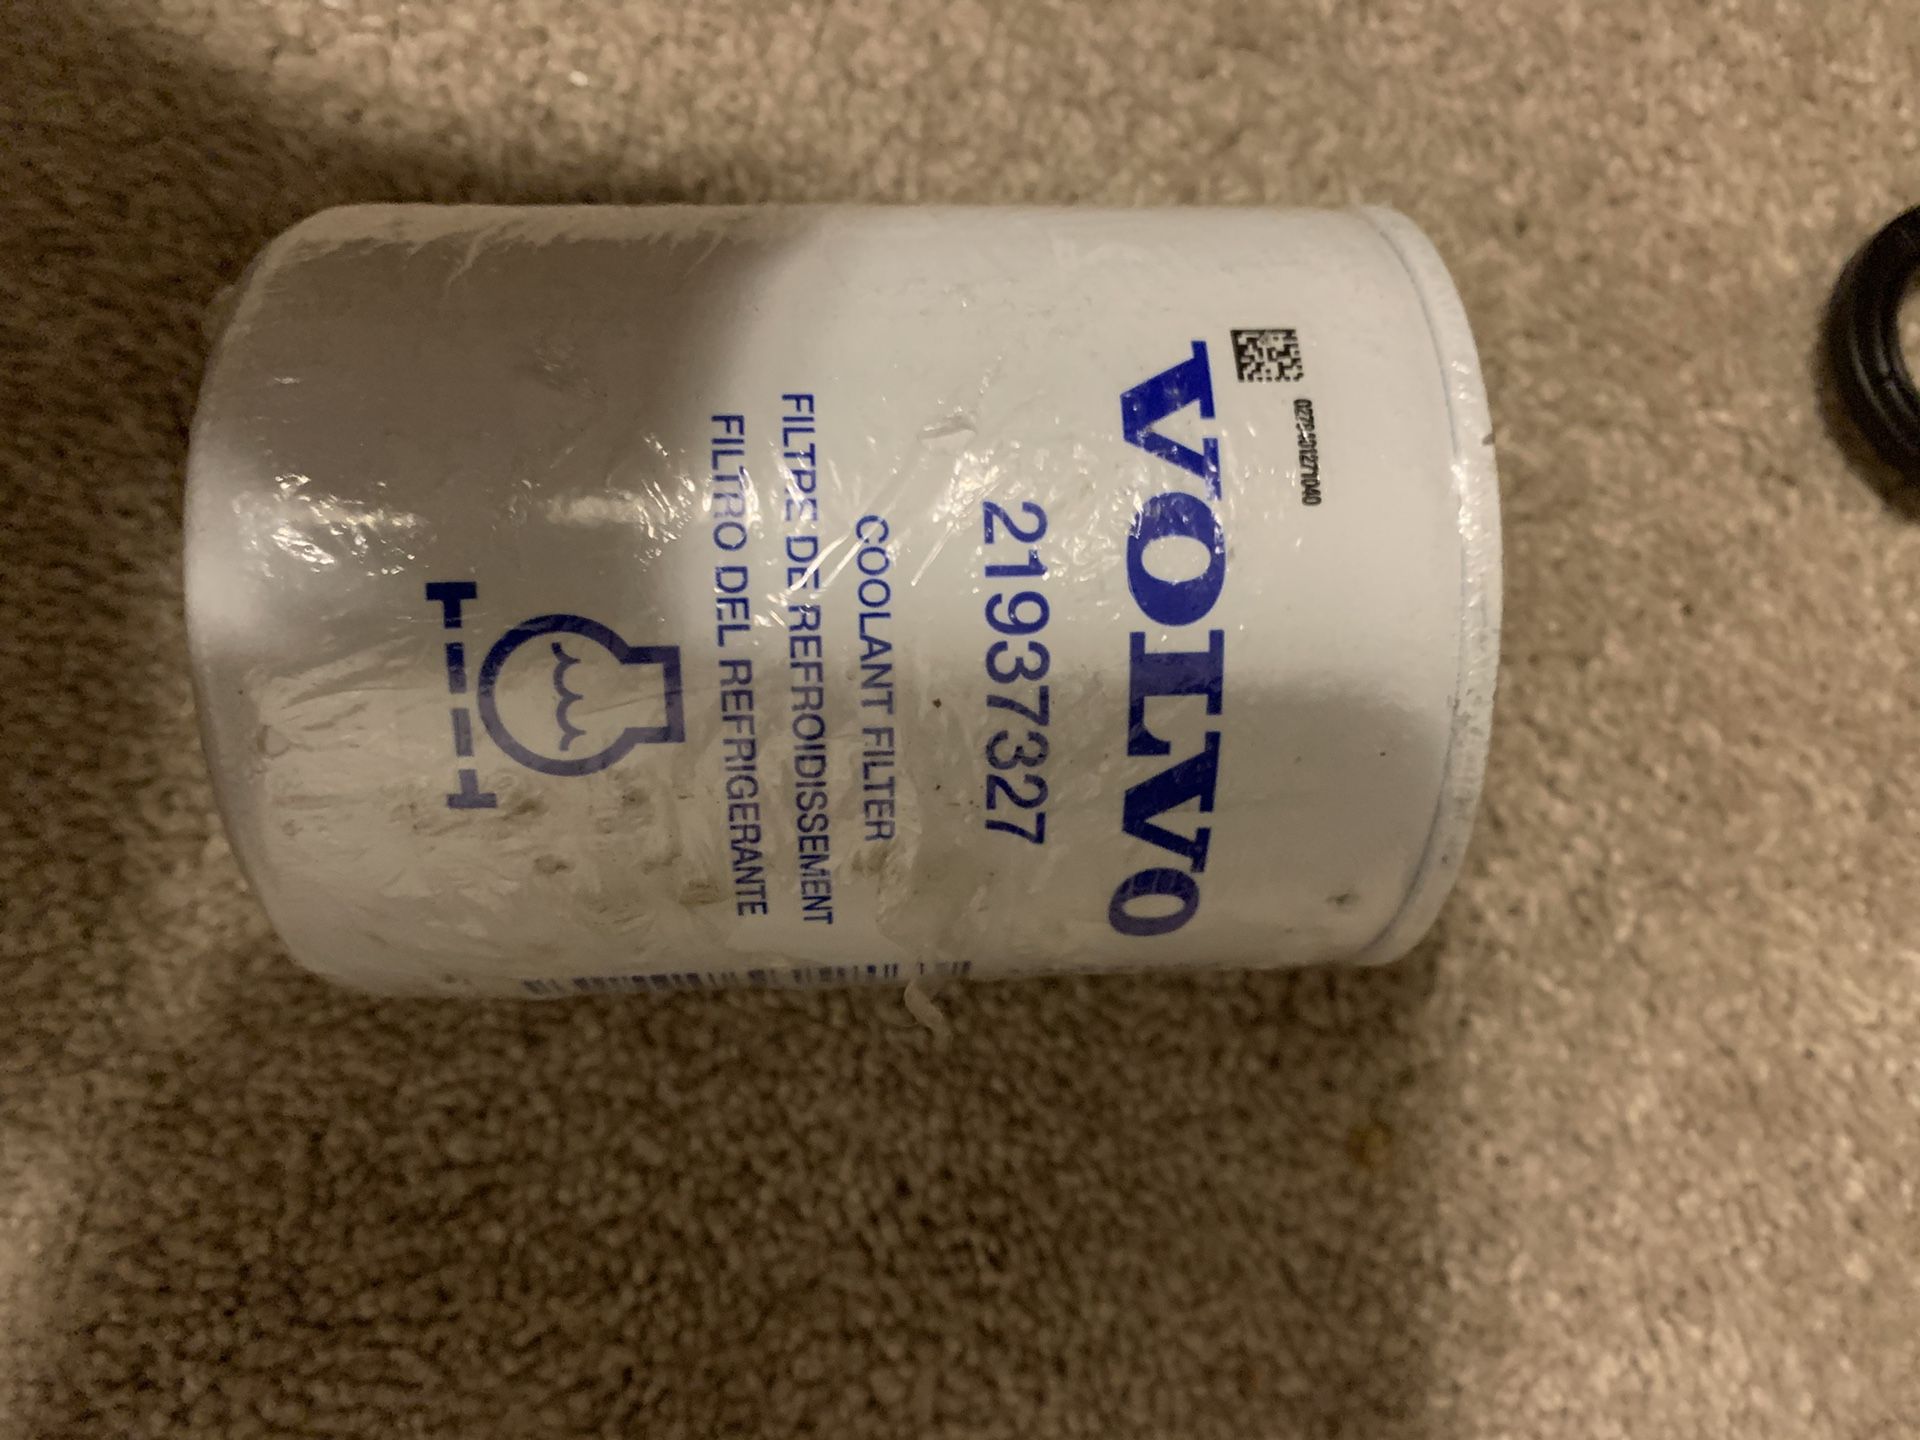 VOLVO
21937327
COOLANT FILTER
FILTRE DE REFROIDISSEMENT
FILTRO DEL REFRIGERANTE